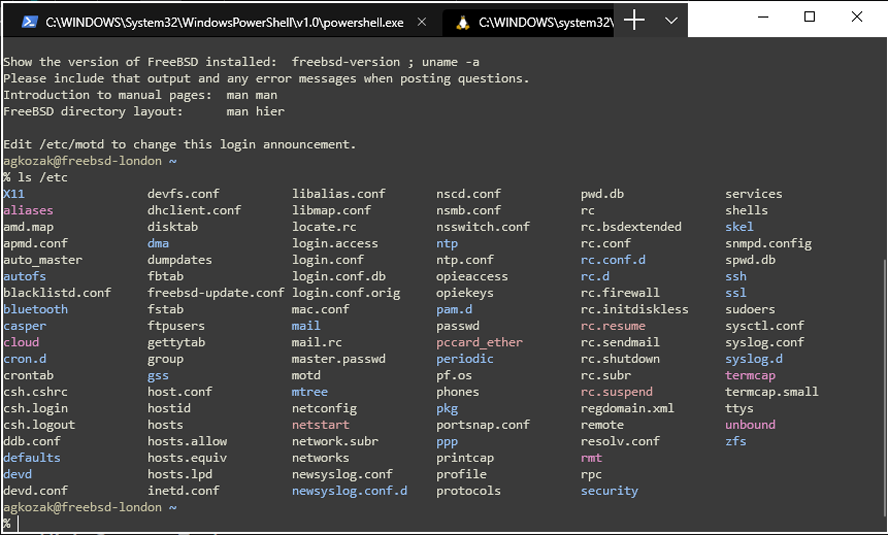 C:\WINDOWS\System32\WindowsPowerShell\v1.0\powershell.exe C:\WINDOWS\system32\
Show the version of FreeBSD installed:  freebsd-version ; uname -a
Please include that output and any error messages when posting questions.
Introduction to manual pages:  man man
FreeBSD directory layout:      man hier
Edit /etc/motd to change this login announcement.
agkozak@freebsd-london ~
% ls /etc
X11 devfs.conf libalias.conf nscd.conf pwd.db services
aliases dhclient.conf libmap.conf nsmb.conf rc shells
amd.map disktab locate.rc nsswitch.conf rc.bsdextended skel
apmd.conf dma login.access ntp rc.conf snmpd.config
auto_master dumpdates login.conf ntp.conf rc.conf.d spwd.db
autofs fbtab login.conf.db opieaccess rc.d ssh
blacklistd.conf freebsd-update.conf login.conf.orig opiekeys rc.firewall ssl
bluetooth fstab mac.conf pam.d rc.initdiskless sudoers
casper ftpusers mail passwd rc.resume sysctl.conf
cloud gettytab mail.rc pccard_ether rc.sendmail syslog.conf
cron.d group master.passwd periodic rc.shutdown syslog.d
crontab gss motd pf.os rc.subr termcap
csh.cshrc host.conf mtree phones rc.suspend termcap.small
csh.login hostid netconfig pkg regdomain.xml ttys
csh.logout hosts netstart portsnap.conf remote unbound
ddb.conf hosts.allow network.subr ppp resolv.conf zfs
defaults hosts.equiv networks printcap rmt
devd hosts.lpd newsyslog.conf profile rpc
devd.conf inetd.conf newsyslog.conf.d protocols security
agkozak@freebsd-london ~
%